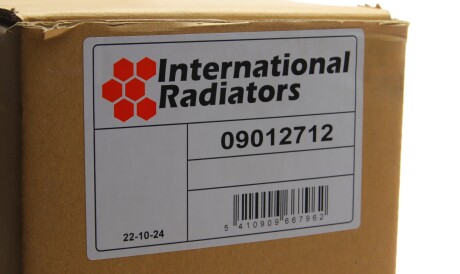 International
Radiators
09012712
5 410909 667962
22-10-24